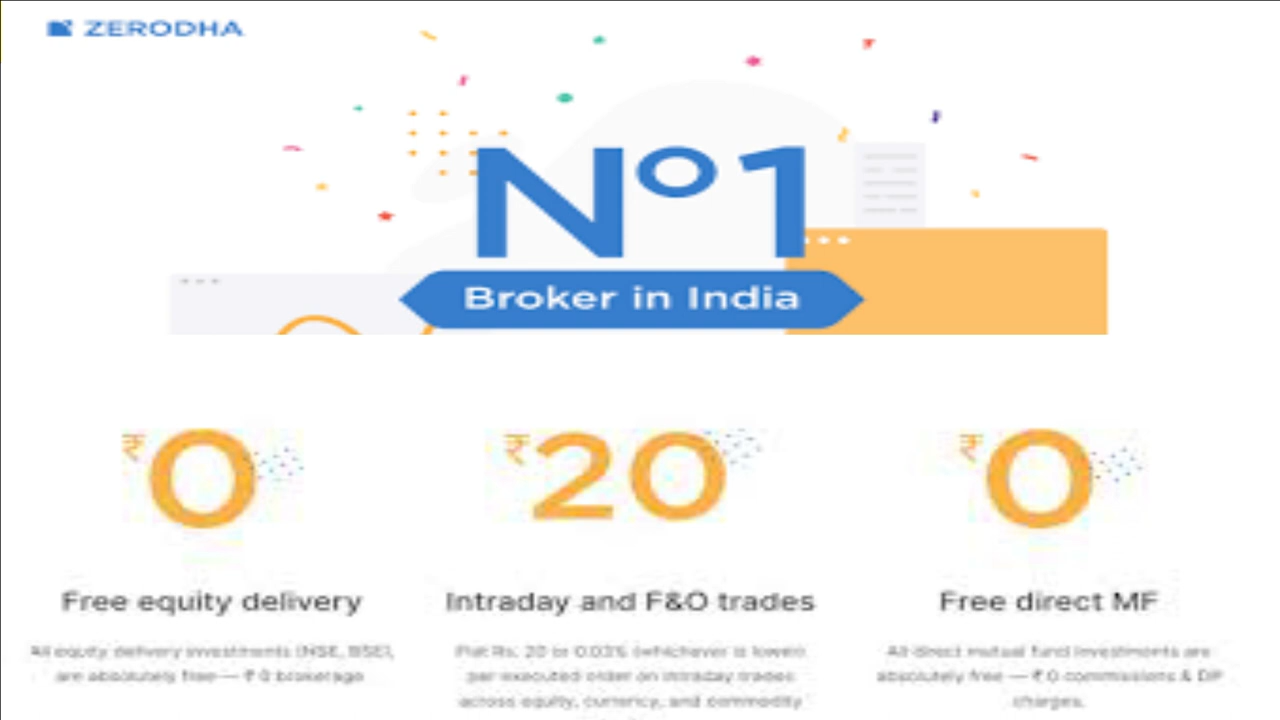 ZERODHA
Nº1
Broker in India
₹0
₹20
₹0
Free equity delivery
Intraday and F&O trades
Free direct MF
All equity delivery investments (NSE, BSE),
are absolutely free — ₹ 0 brokerage.
Flat Rs. 20 or 0.03% (whichever is lower)
per executed order on intraday trades
across equity, currency, and commodity
All direct mutual fund investments are
absolutely free — ₹ 0 commissions & DP
charges.